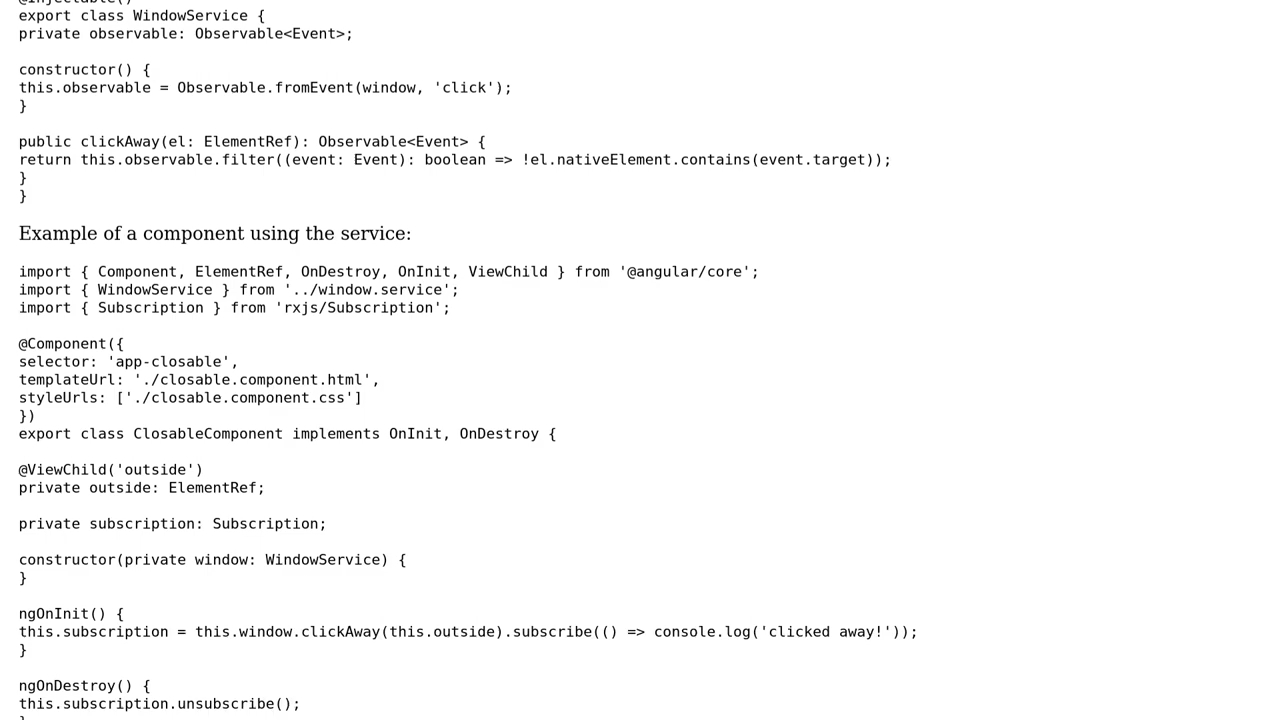 @Injectable()
export class WindowService {
private observable: Observable<Event>;
constructor() {
this.observable = Observable.fromEvent(window, 'click');
}
public clickAway(el: ElementRef): Observable<Event> {
return this.observable.filter((event: Event): boolean => !el.nativeElement.contains(event.target));
}
}
Example of a component using the service:
import { Component, ElementRef, OnDestroy, OnInit, ViewChild } from '@angular/core';
import { WindowService } from '../window.service';
import { Subscription } from 'rxjs/Subscription';
@Component({
selector: 'app-closable',
templateUrl: './closable.component.html',
styleUrls: ['./closable.component.css']
})
export class ClosableComponent implements OnInit, OnDestroy {
@ViewChild('outside')
private outside: ElementRef;
private subscription: Subscription;
constructor(private window: WindowService) {
}
ngOnInit() {
this.subscription = this.window.clickAway(this.outside).subscribe(() => console.log('clicked away!'));
}
ngOnDestroy() {
this.subscription.unsubscribe();
}